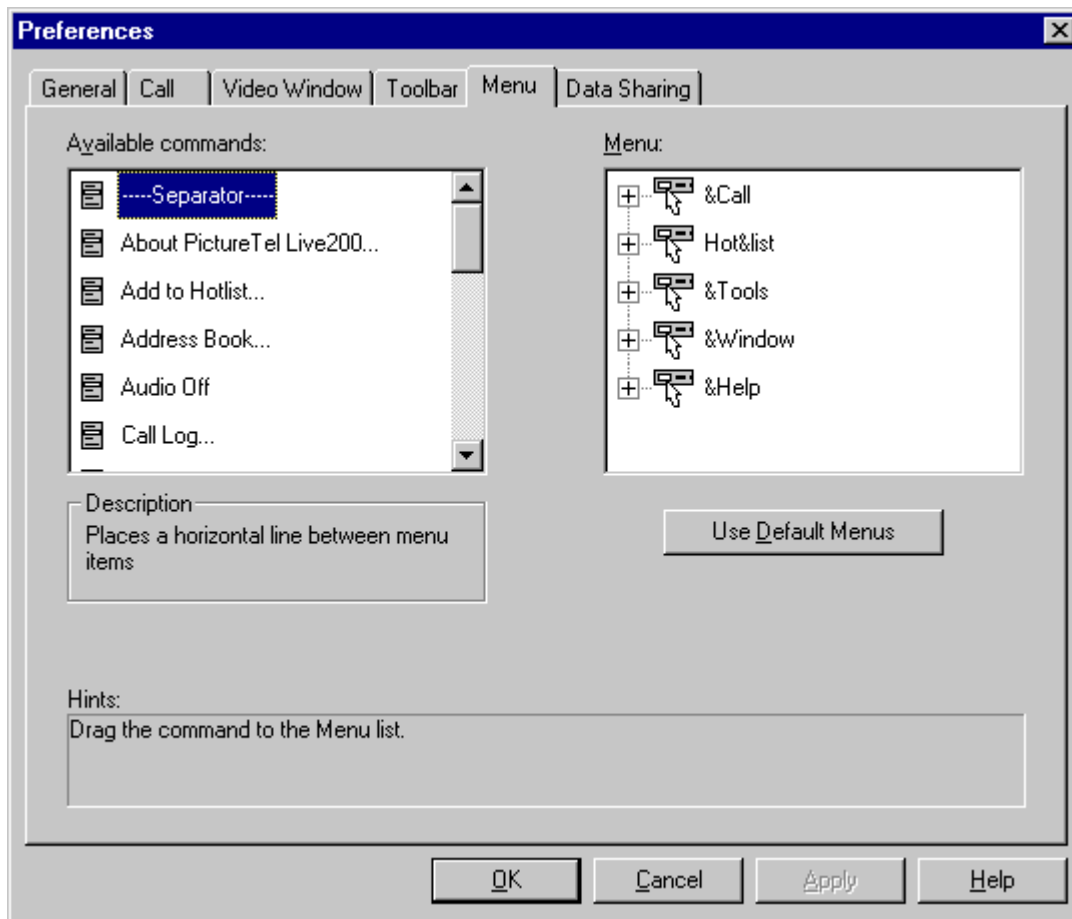 Preferences
General Call Video Window Toolbar Menu Data Sharing
Available commands:
-----Separator-----
About PictureTel Live200...
Add to Hotlist...
Address Book...
Audio Off
Call Log...
Menu:
&Call
Hot&list
&Tools
&Window
&Help
Description
Places a horizontal line between menu
items
Use Default Menus
Hints:
Drag the command to the Menu list.
OK Cancel Apply Help